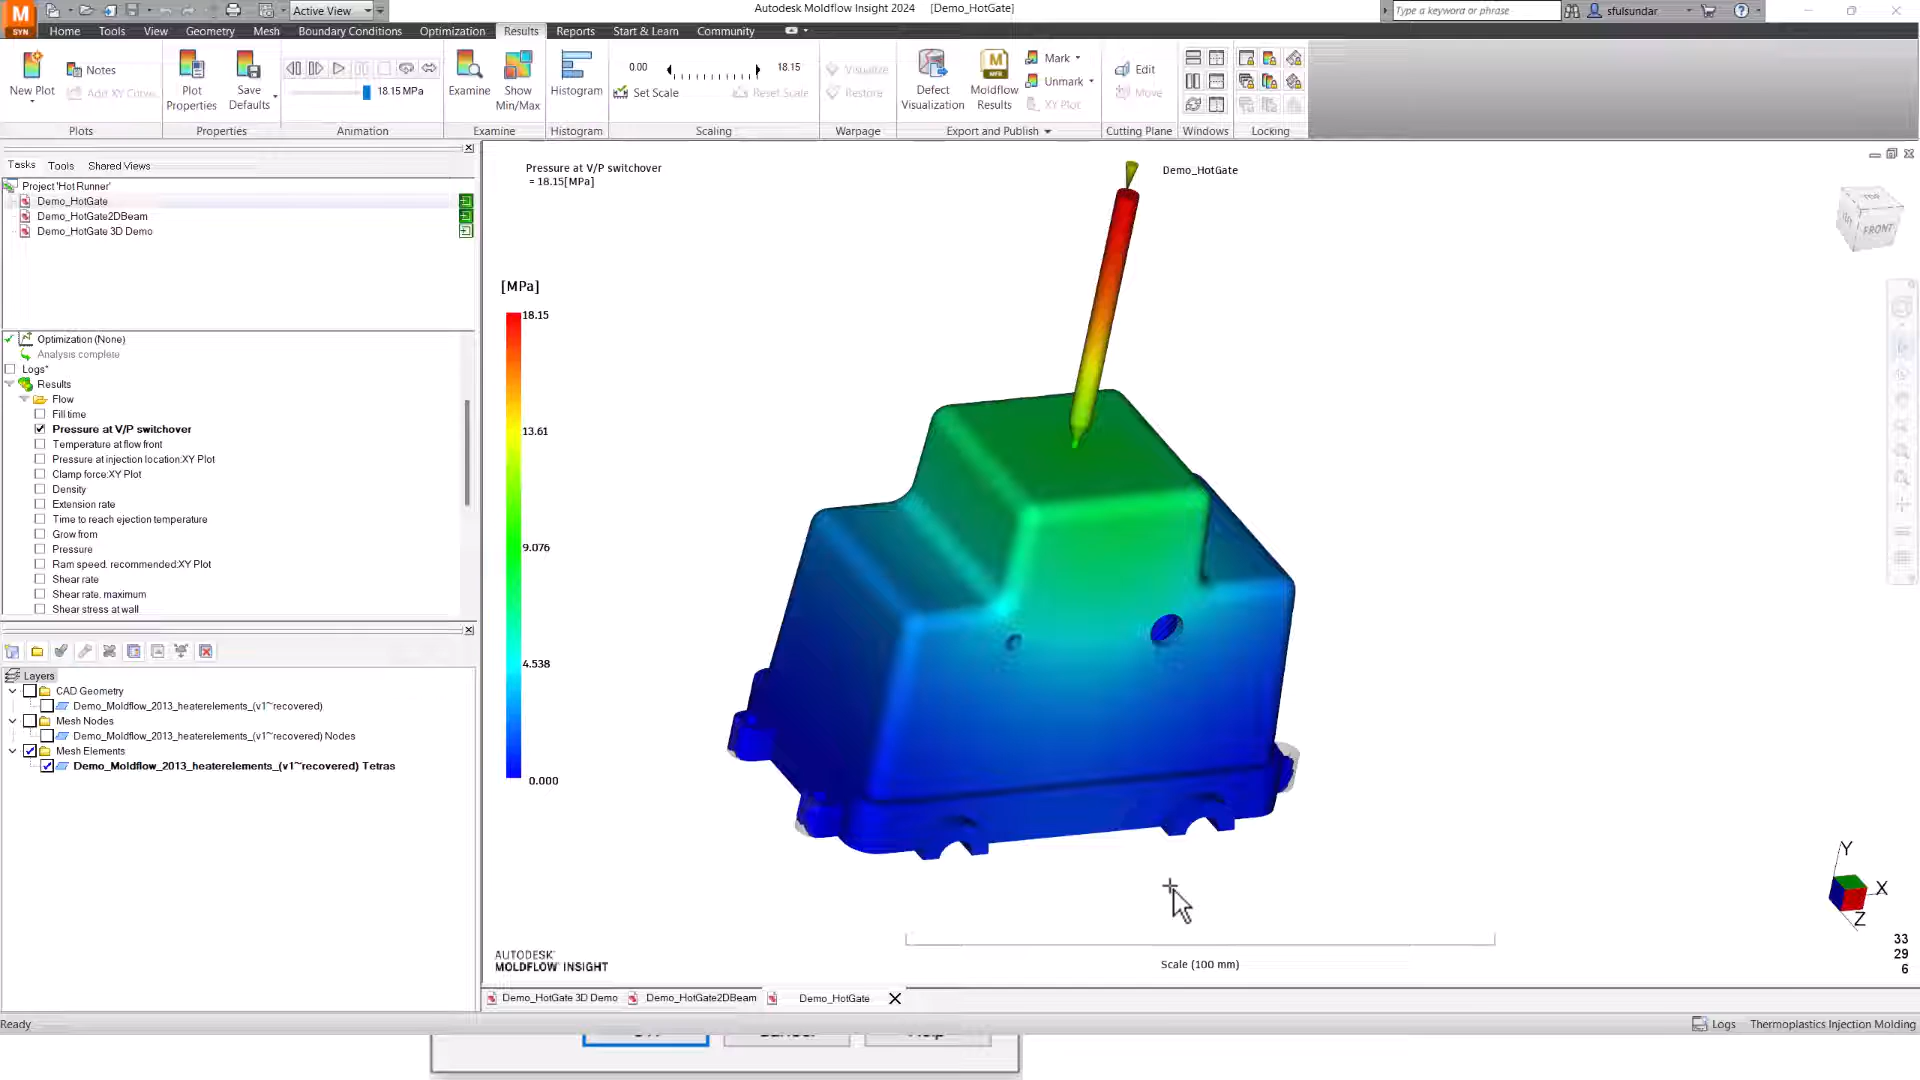 M
SYN
Active View
Autodesk Moldflow Insight 2024 [Demo_HotGate]
Type a keyword or phrase
sfulsundar
Home Tools View Geometry Mesh Boundary Conditions Optimization Results Reports Start & Learn Community
New Plot
Notes
Add XY Curve...
Plot Properties
Save Defaults
18.15 MPa
Examine
Show Min/Max
Histogram
0.00
18.15
Set Scale
Reset Scale
Visualize
Restore
Defect Visualization
Moldflow Results
Mark
Unmark
XY Plot
Edit
Move
Plots Properties Animation Examine Histogram Scaling Warpage Export and Publish Cutting Plane Windows Locking
Tasks Tools Shared Views
Project 'Hot Runner'
Demo_HotGate
Demo_HotGate2DBeam
Demo_HotGate 3D Demo
Optimization (None)
Analysis complete
Logs*
Results
Flow
Fill time
Pressure at V/P switchover
Temperature at flow front
Pressure at injection location:XY Plot
Clamp force:XY Plot
Density
Extension rate
Time to reach ejection temperature
Grow from
Pressure
Ram speed, recommended:XY Plot
Shear rate
Shear rate, maximum
Shear stress at wall
Layers
CAD Geometry
Demo_Moldflow_2013_heaterelements_(v1~recovered)
Mesh Nodes
Demo_Moldflow_2013_heaterelements_(v1~recovered) Nodes
Mesh Elements
Demo_Moldflow_2013_heaterelements_(v1~recovered) Tetras
Pressure at V/P switchover
= 18.15[MPa]
Demo_HotGate
[MPa]
18.15
13.61
9.076
4.538
0.000
TOP
LEFT
FRONT
Y
X
Z
33
29
6
AUTODESK
MOLDFLOW INSIGHT
Scale (100 mm)
Demo_HotGate 3D Demo Demo_HotGate2DBeam Demo_HotGate
Ready
Logs Thermoplastics Injection Molding